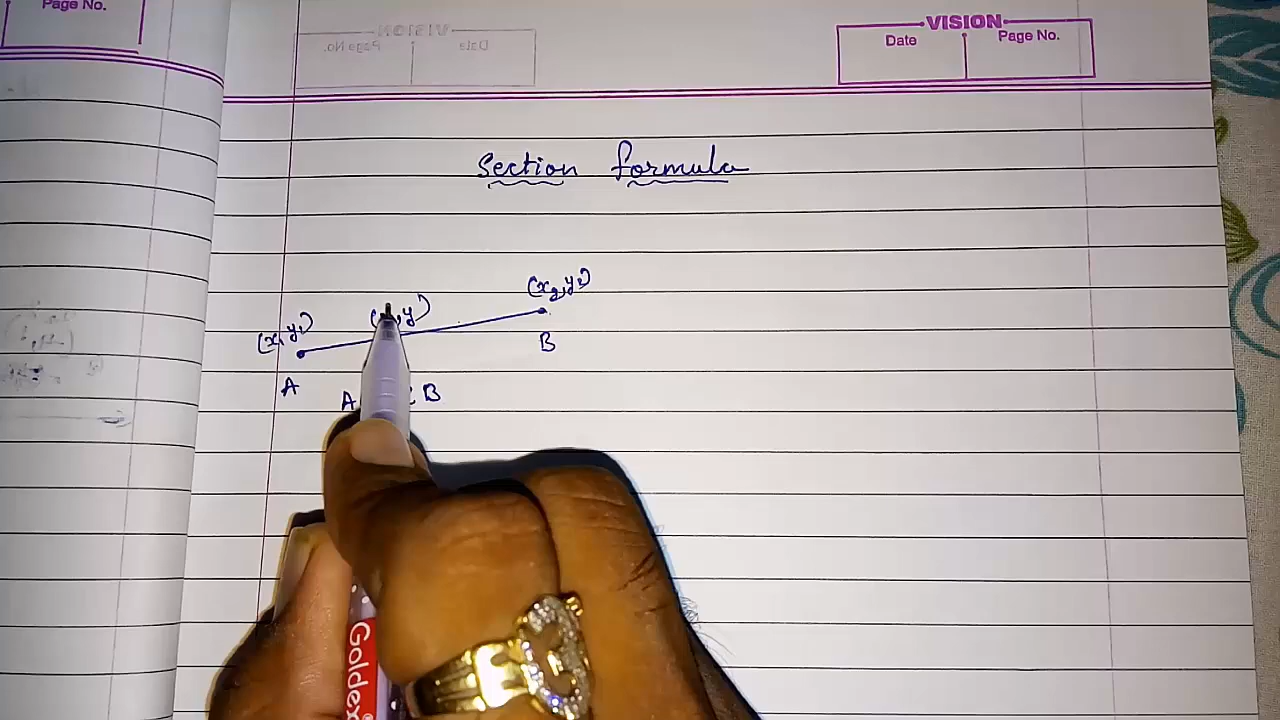 Page No.
VISION
Date Page No.
Section formula
(x₂,y₂)
(x₁,y₁)
,y)
B
A
A B
Goldex